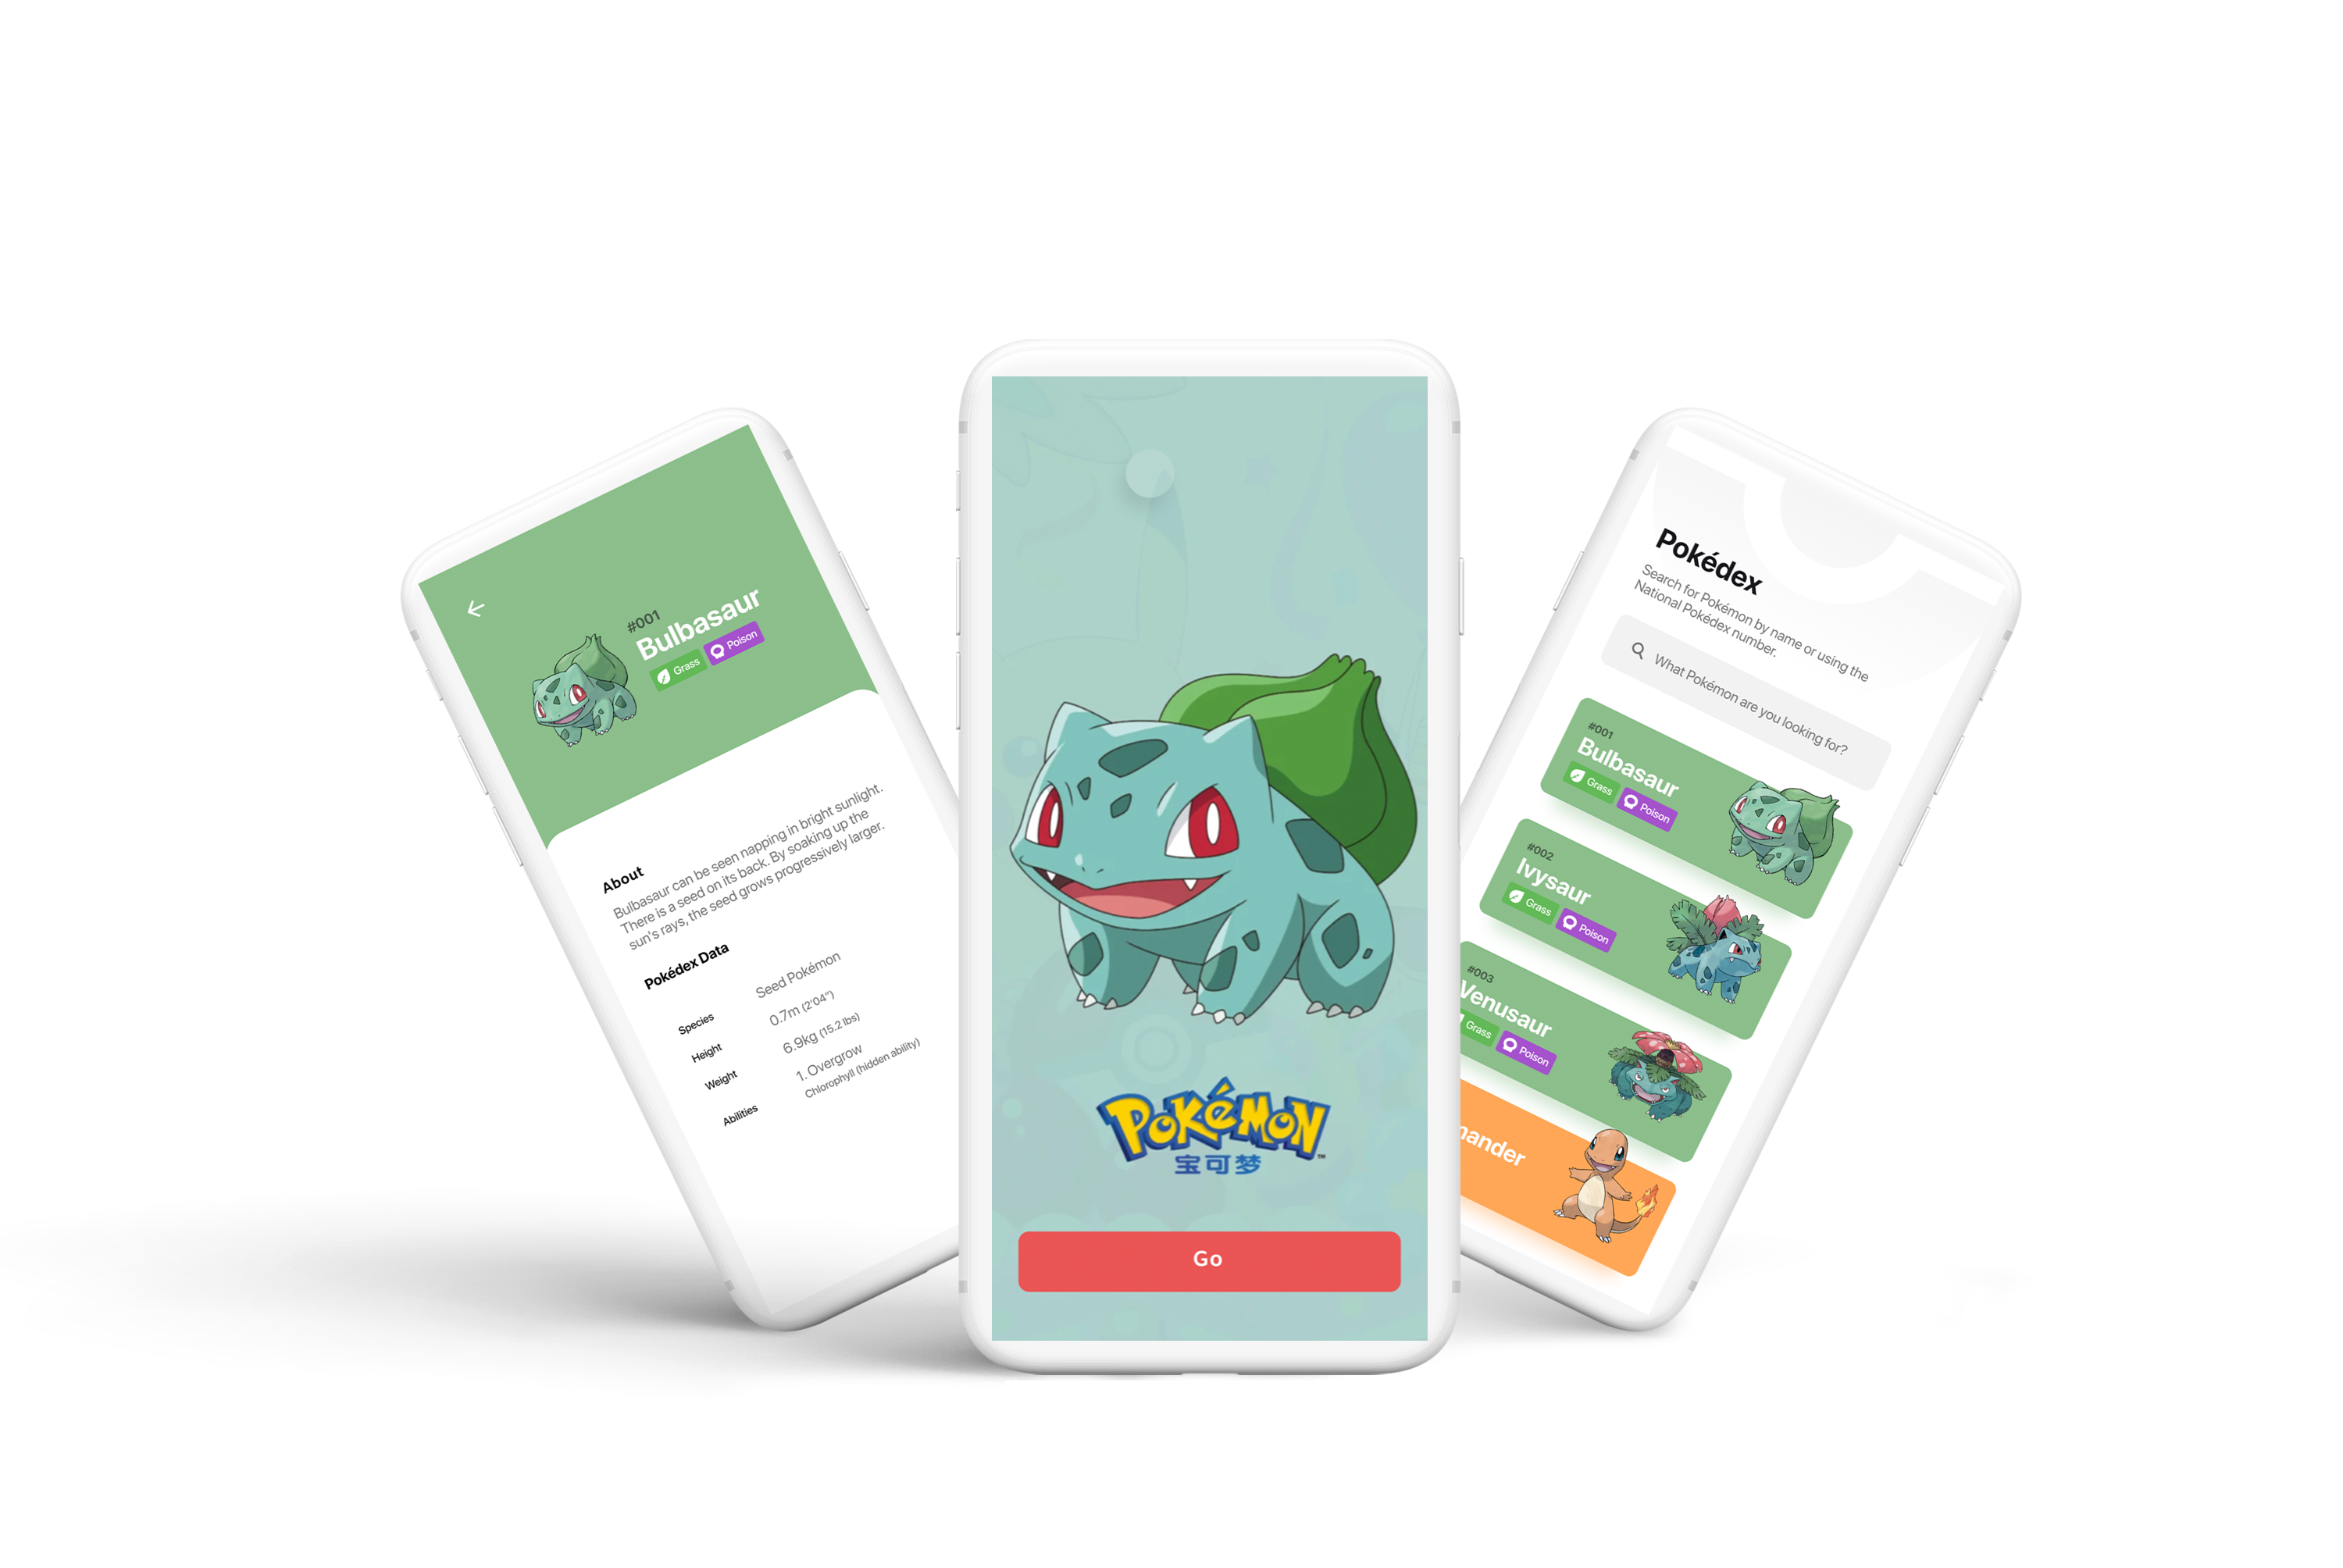 #001
Bulbasaur
Grass Poison
About
Bulbasaur can be seen napping in bright sunlight.
There is a seed on its back. By soaking up the
sun's rays, the seed grows progressively larger.
Pokédex Data
Species Seed Pokémon
Height 0.7m (2'04")
Weight 6.9kg (15.2 lbs)
Abilities 1. Overgrow
Chlorophyll (hidden ability)
POKéMON TM
宝可梦
Go
Pokédex
Search for Pokémon by name or using the
National Pokédex number.
What Pokémon are you looking for?
#001
Bulbasaur
Grass Poison
#002
Ivysaur
Grass Poison
#003
Venusaur
Grass Poison
mander